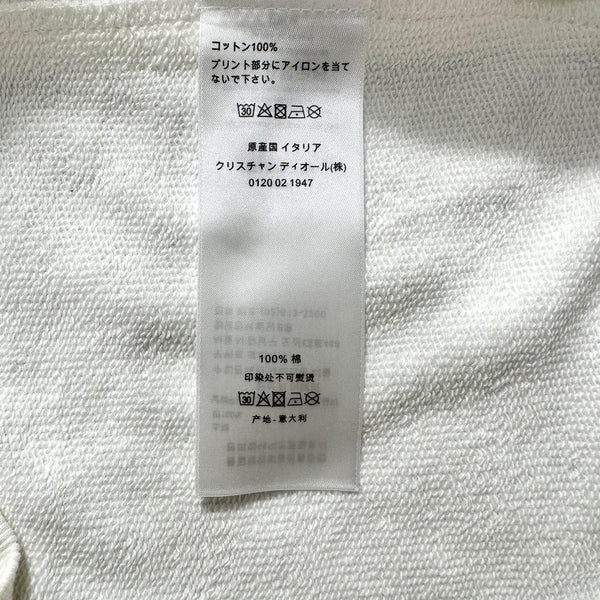 コットン100%
プリント部分にアイロンを当て
ないで下さい。
30
原産国 イタリア
クリスチャン ディオール(株)
0120 02 1947
100% 棉
印染处不可熨烫
30
产地 - 意大利